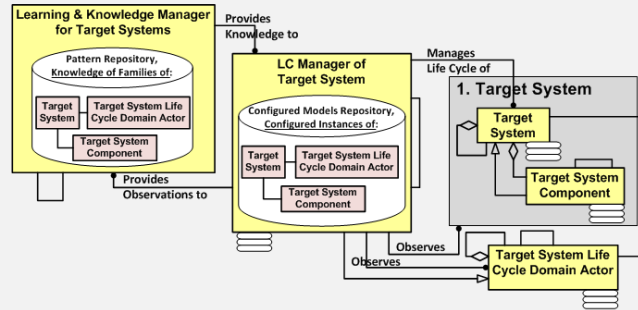 Learning & Knowledge Manager
for Target Systems
Pattern Repository,
Knowledge of Families of:
Target
System
Target System Life
Cycle Domain Actor
Target System
Component
Provides
Knowledge to
LC Manager of
Target System
Configured Models Repository,
Configured Instances of:
Target
System
Target System Life
Cycle Domain Actor
Target System
Component
Provides
Observations to
Manages
Life Cycle of
1. Target System
Target
System
Target System
Component
Observes
Observes
Target System Life
Cycle Domain Actor